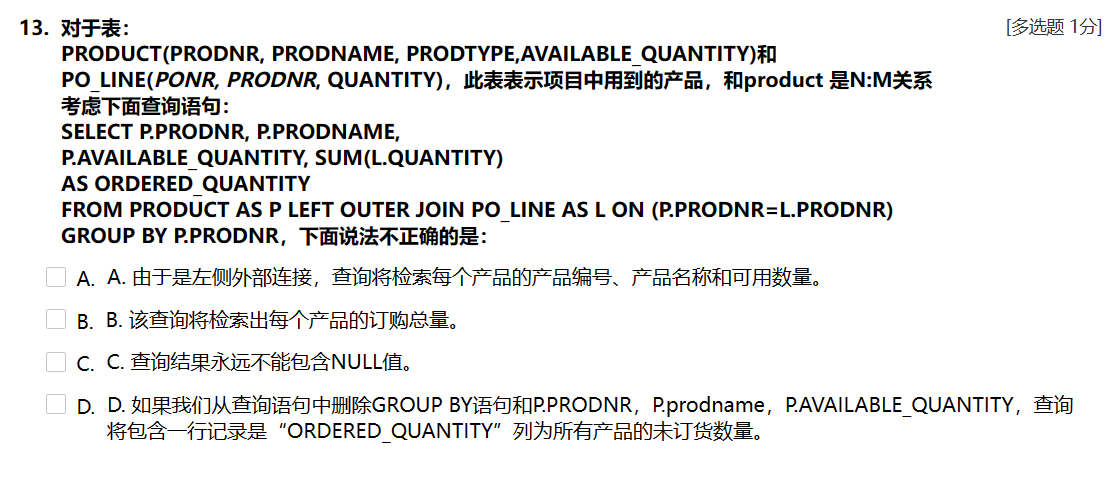 13. 对于表： [多选题 1分]
PRODUCT(PRODNR, PRODNAME, PRODTYPE,AVAILABLE_QUANTITY)和
PO_LINE(PONR, PRODNR, QUANTITY)，此表表示项目中用到的产品，和product 是N:M关系
考虑下面查询语句：
SELECT P.PRODNR, P.PRODNAME,
P.AVAILABLE_QUANTITY, SUM(L.QUANTITY)
AS ORDERED_QUANTITY
FROM PRODUCT AS P LEFT OUTER JOIN PO_LINE AS L ON (P.PRODNR=L.PRODNR)
GROUP BY P.PRODNR，下面说法不正确的是：
A. A. 由于是左侧外部连接，查询将检索每个产品的产品编号、产品名称和可用数量。
B. B. 该查询将检索出每个产品的订购总量。
C. C. 查询结果永远不能包含NULL值。
D. D. 如果我们从查询语句中删除GROUP BY语句和P.PRODNR，P.prodname，P.AVAILABLE_QUANTITY，查询
将包含一行记录是“ORDERED_QUANTITY”列为所有产品的未订货数量。